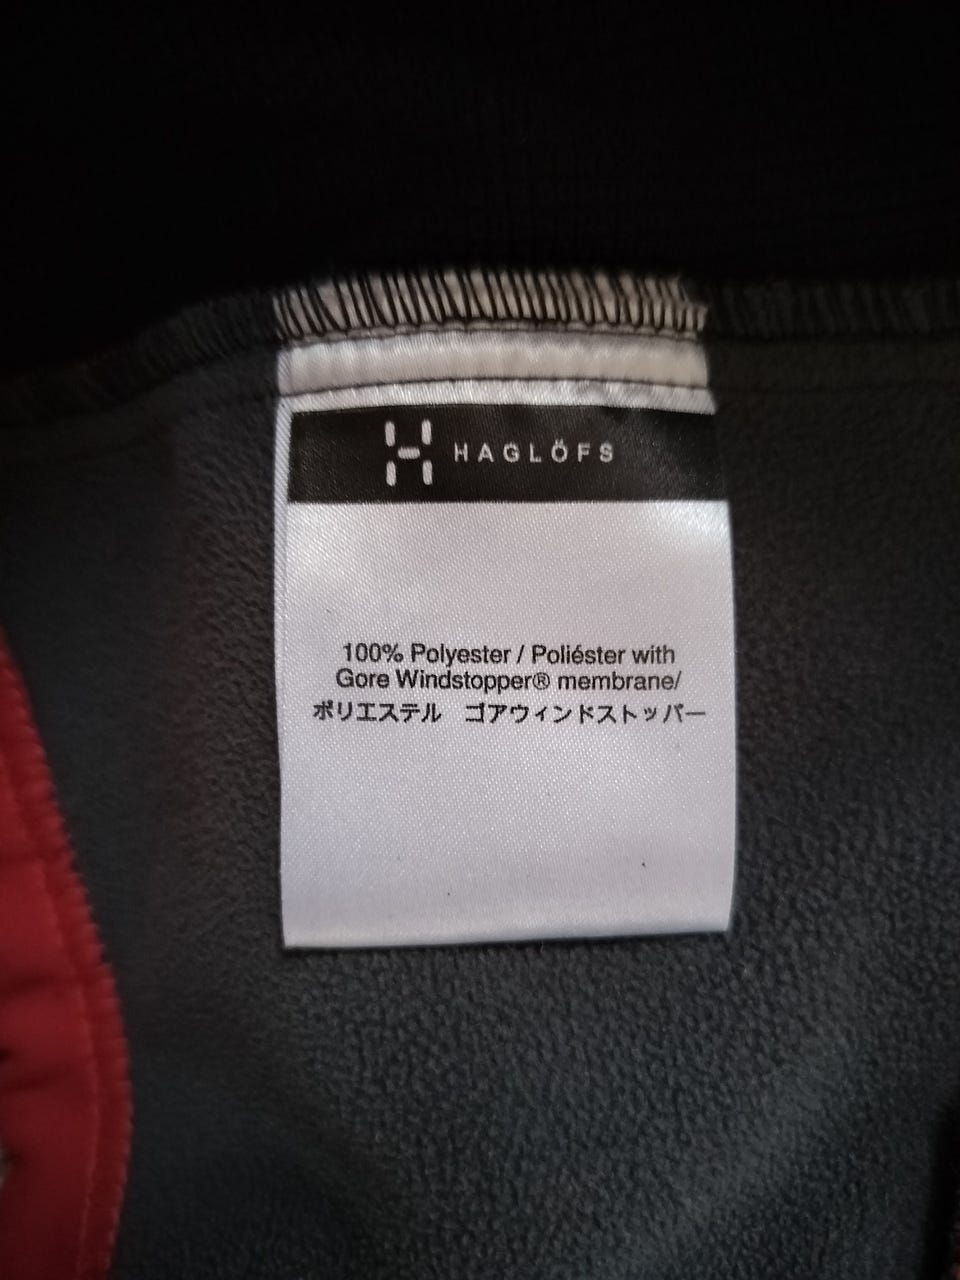 HAGLÖFS
100% Polyester / Poliéster with
Gore Windstopper® membrane/
ポリエステル　ゴアウィンドストッパー